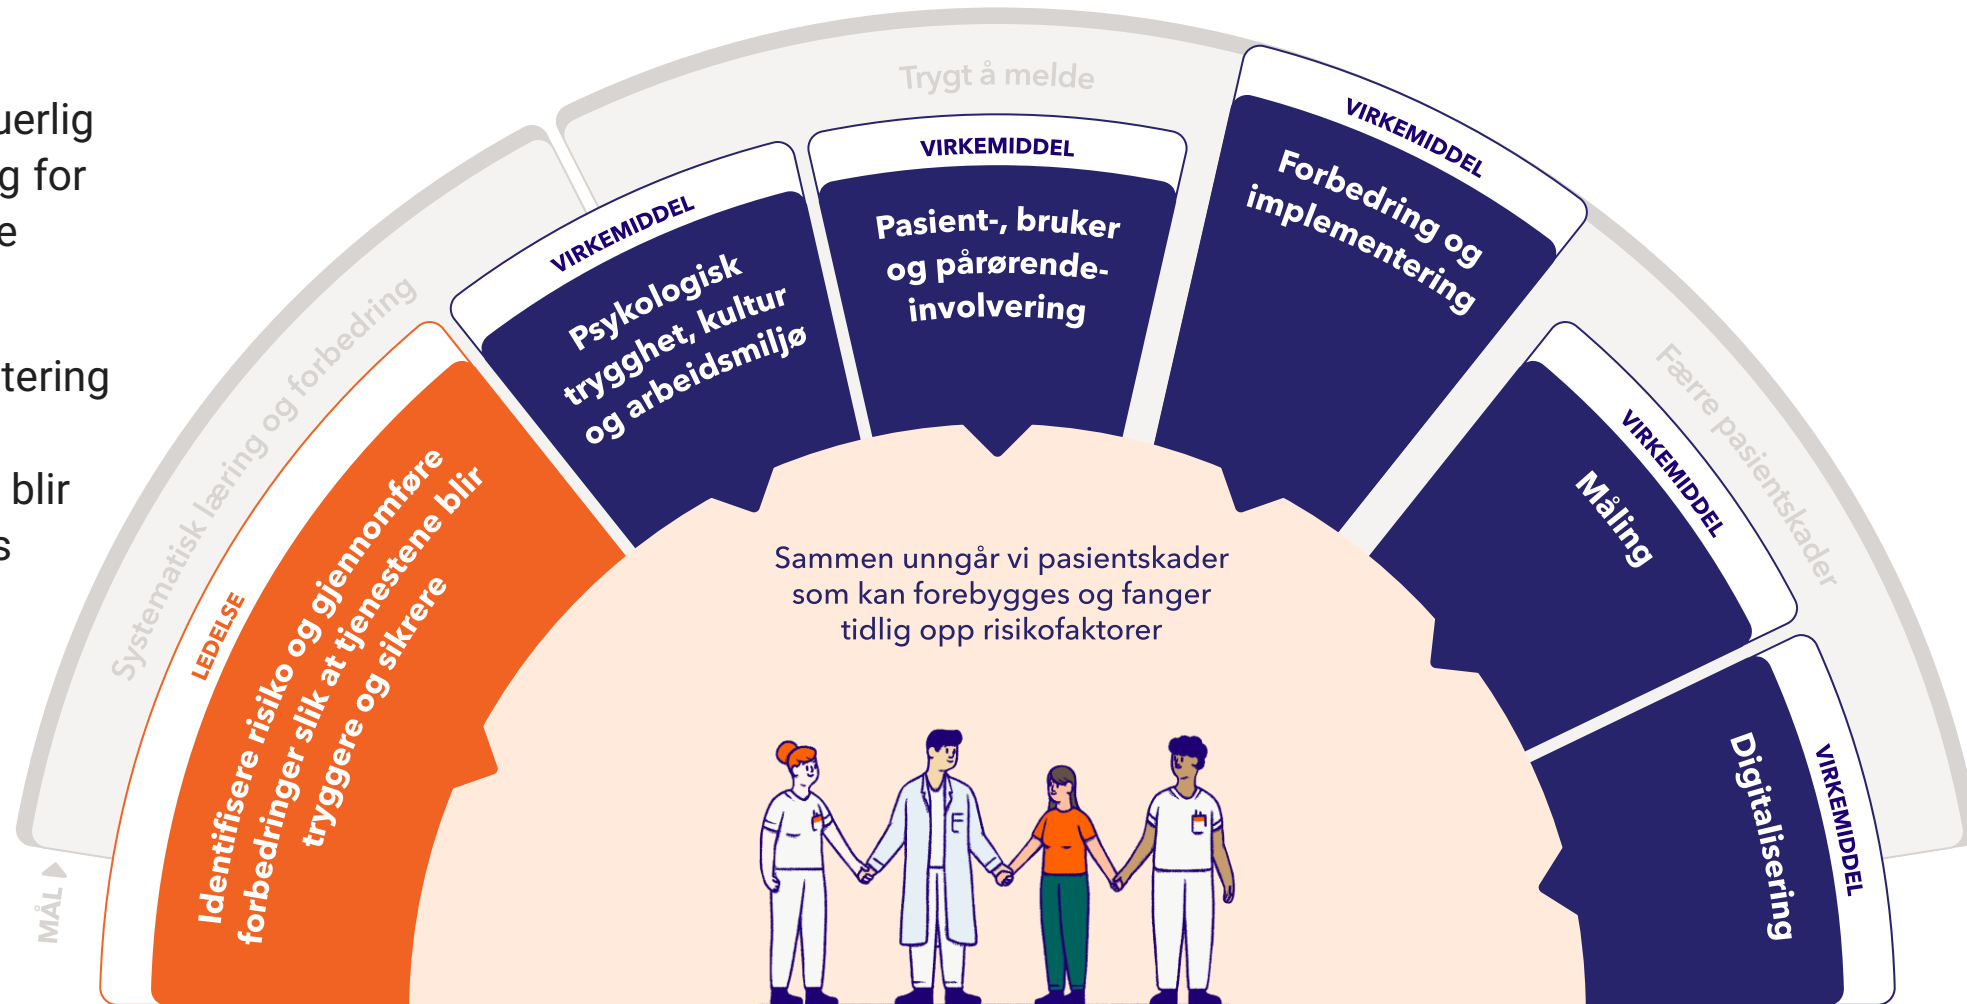 uerlig
g for
e
tering
blir
s
MÅL
Systematisk læring og forbedring
Trygt å melde
Færre pasientskader
LEDELSE
Identifisere risiko og gjennomføre
forbedringer slik at tjenestene blir
tryggere og sikrere
VIRKEMIDDEL
Psykologisk
trygghet, kultur
og arbeidsmiljø
VIRKEMIDDEL
Pasient-, bruker
og pårørende-
involvering
VIRKEMIDDEL
Forbedring og
implementering
VIRKEMIDDEL
Måling
VIRKEMIDDEL
Digitalisering
Sammen unngår vi pasientskader
som kan forebygges og fanger
tidlig opp risikofaktorer